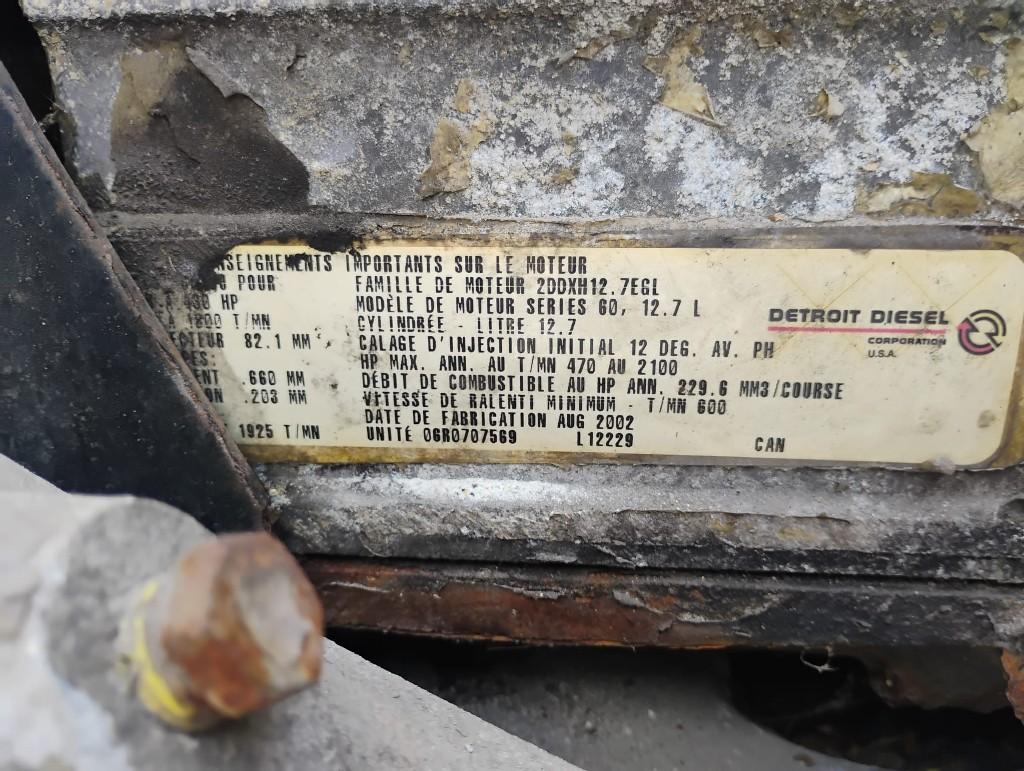 RENSEIGNEMENTS IMPORTANTS SUR LE MOTEUR
POUR FAMILLE DE MOTEUR 2DDXH12.7EGL
HP MODÈLE DE MOTEUR SERIES 60, 12.7 L
À 1800 T/MN CYLINDRÉE - LITRE 12.7
82.1 MM CALAGE D'INJECTION INITIAL 12 DEG. AV. PH
HP MAX. ANN. AU T/MN 470 AU 2100
.660 MM DÉBIT DE COMBUSTIBLE AU HP ANN. 229.6 MM3/COURSE
.203 MM VITESSE DE RALENTI MINIMUM - T/MN 600
DATE DE FABRICATION AUG 2002
1925 T/MN UNITÉ 06R0707569 L12229 CAN
DETROIT DIESEL
CORPORATION
U.S.A.